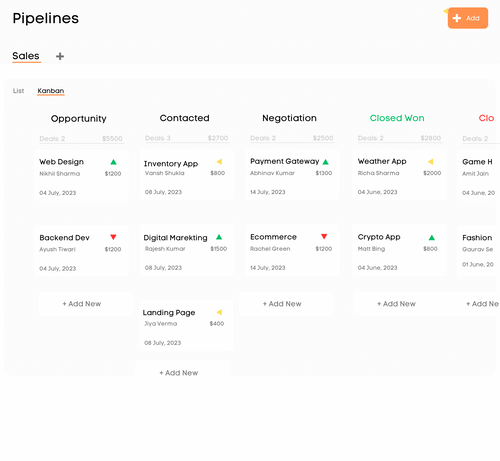 Pipelines
Add
Sales
List
Kanban
Opportunity
Deals: 2 $5500
Web Design
Nikhil Sharma $1200
04 July, 2023
Backend Dev
Ayush Tiwari $1200
04 July, 2023
+ Add New
Contacted
Deals: 3 $2700
Inventory App
Vansh Shukla $800
08 July, 2023
Digital Marekting
Rajesh Kumar $1500
08 July, 2023
Landing Page
Jiya Verma $400
08 July, 2023
+ Add New
Negotiation
Deals: 2 $2500
Payment Gateway
Abhinav Kumar $1300
14 July, 2023
Ecommerce
Rachel Green $1200
14 July, 2023
+ Add New
Closed Won
Deals: 2 $2800
Weather App
Richa Sharma $2000
04 June, 2023
Crypto App
Matt Bing $800
04 June, 2023
+ Add New
Clo
Deals: 2
Game H
Amit Jain
04 June, 20
Fashion
Gaurav Se
01 June, 20
+ Add Ne